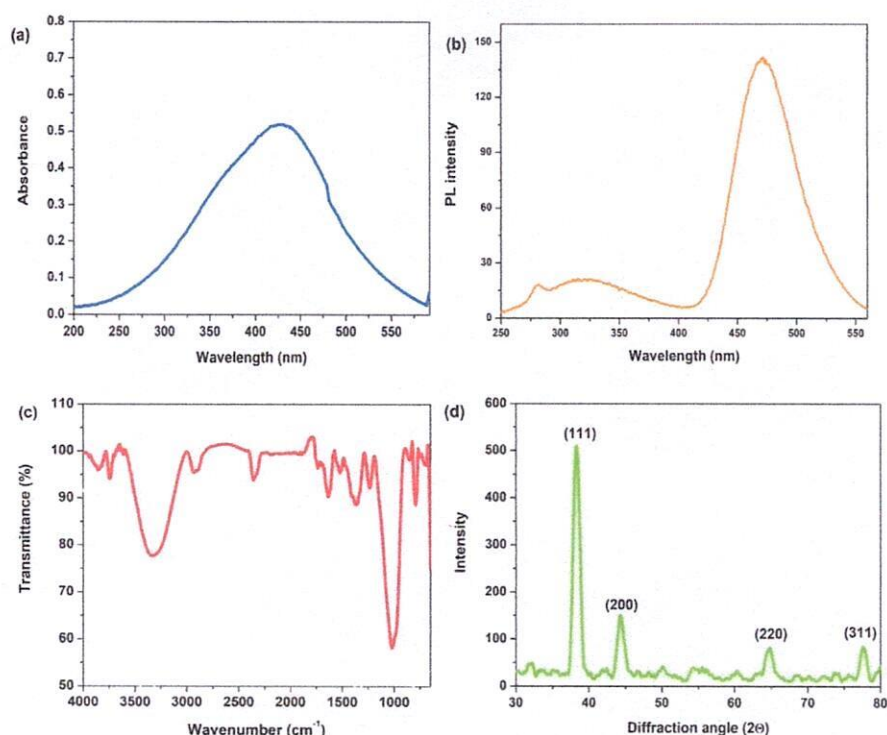 (a)
0.8
0.7
0.6
0.5
0.4
0.3
0.2
0.1
0.0
200 250 300 350 400 450 500 550
Absorbance
Wavelength (nm)
(b)
150
120
90
60
30
0
250 300 350 400 450 500 550
PL intensity
Wavelength (nm)
(c)
110
100
90
80
70
60
50
4000 3500 3000 2500 2000 1500 1000
Transmittance (%)
Wavenumber (cm⁻¹)
(d)
600
500
400
300
200
100
0
30 40 50 60 70 80
(111)
(200)
(220)
(311)
Intensity
Diffraction angle (2Θ)